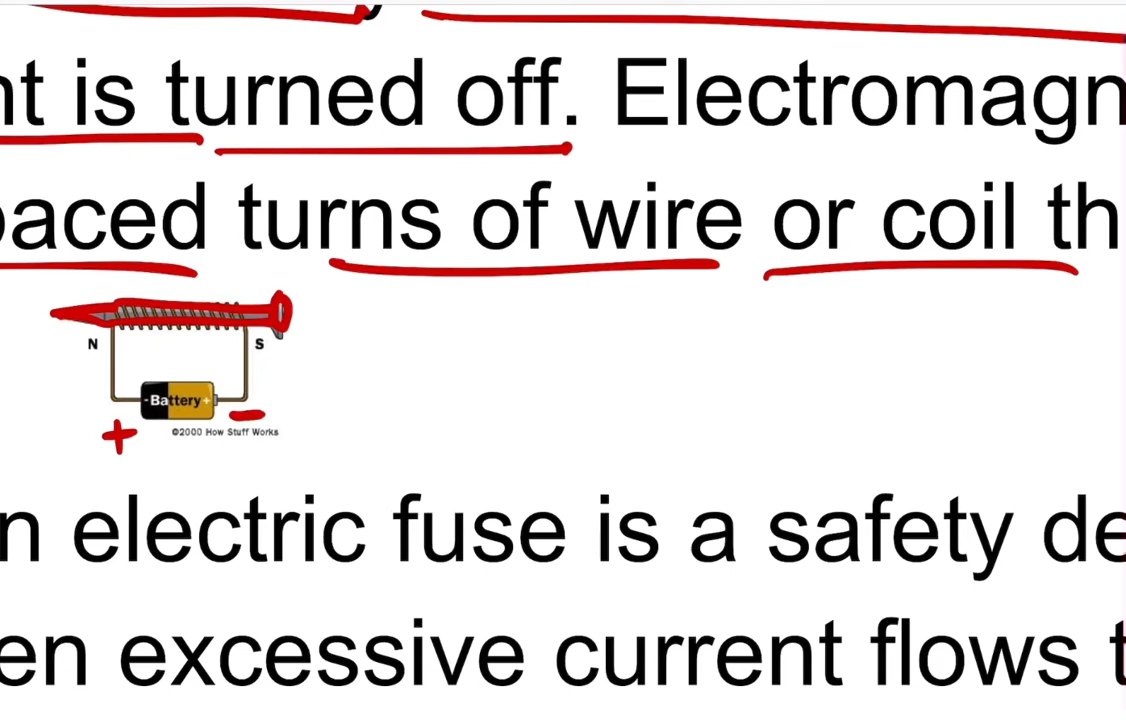 nt is turned off. Electromagn
paced turns of wire or coil th
N S
- Battery +
+ -
©2000 How Stuff Works
n electric fuse is a safety de
en excessive current flows t